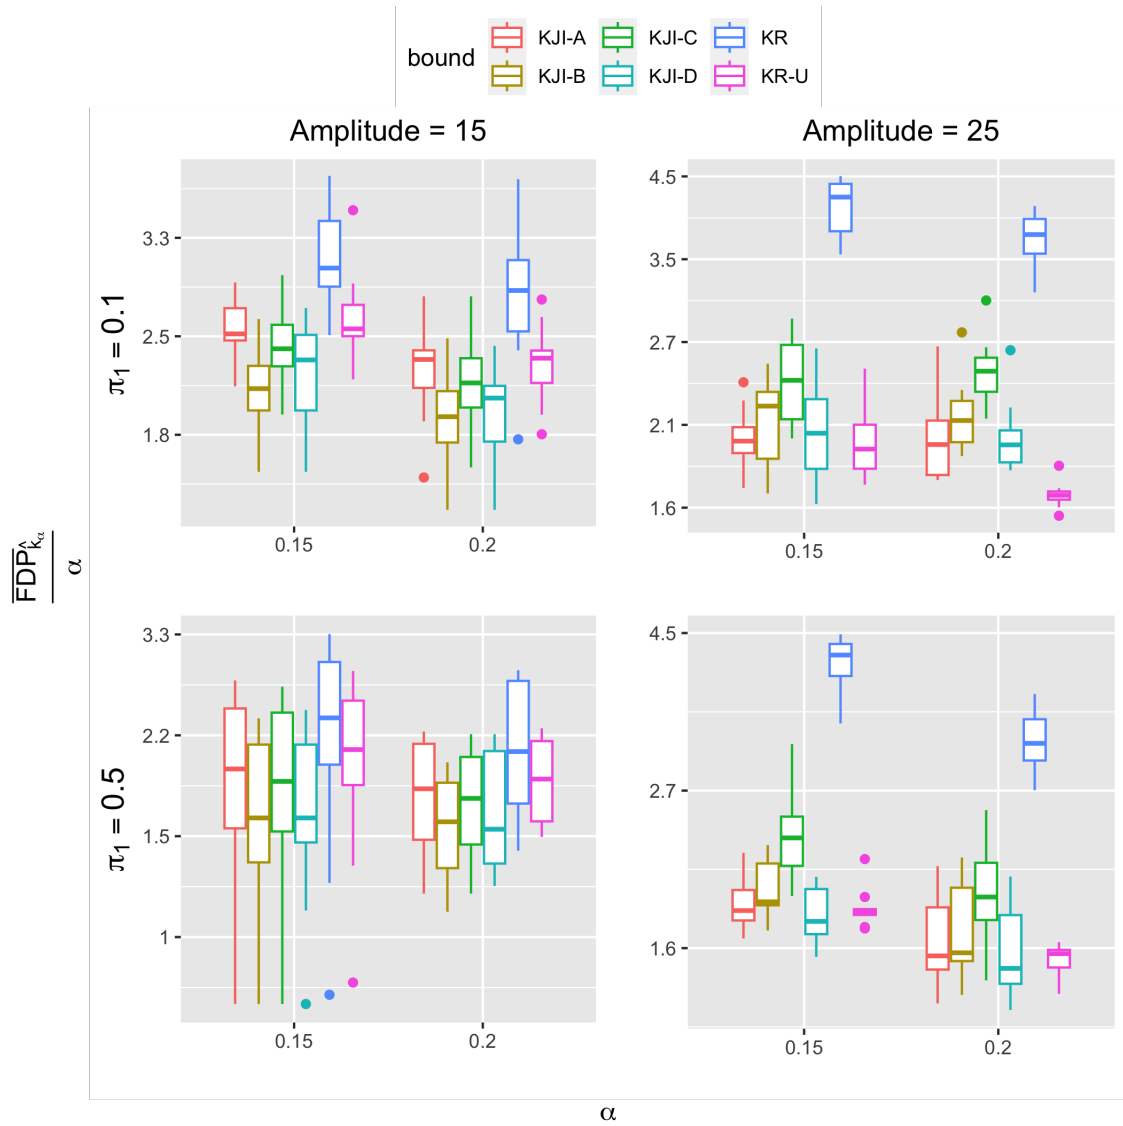 bound
KJI-A KJI-C KR
KJI-B KJI-D KR-U
Amplitude = 15 Amplitude = 25
π1 = 0.1
3.3
2.5
1.8
0.15 0.2
4.5
3.5
2.7
2.1
1.6
0.15 0.2
FDPk̂α
α
π1 = 0.5
3.3
2.2
1.5
1
0.15 0.2
4.5
2.7
1.6
0.15 0.2
α